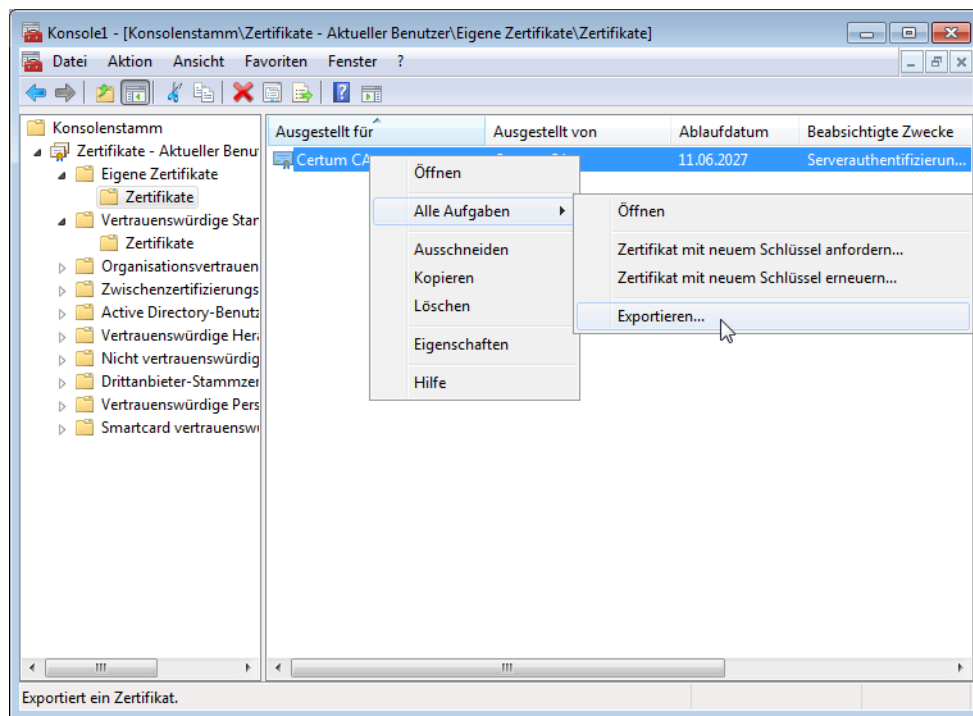 Konsole1 - [Konsolenstamm\Zertifikate - Aktueller Benutzer\Eigene Zertifikate\Zertifikate]
Datei Aktion Ansicht Favoriten Fenster ?
Konsolenstamm
Zertifikate - Aktueller Benu
Eigene Zertifikate
Zertifikate
Vertrauenswürdige Star
Zertifikate
Organisationsvertrauen
Zwischenzertifizierungs
Active Directory-Benutz
Vertrauenswürdige Her
Nicht vertrauenswürdig
Drittanbieter-Stammzer
Vertrauenswürdige Pers
Smartcard vertrauensw
Ausgestellt für Ausgestellt von Ablaufdatum Beabsichtigte Zwecke
Certum CA 11.06.2027 Serverauthentifizierun...
Öffnen
Alle Aufgaben
Ausschneiden
Kopieren
Löschen
Eigenschaften
Hilfe
Öffnen
Zertifikat mit neuem Schlüssel anfordern...
Zertifikat mit neuem Schlüssel erneuern...
Exportieren...
Exportiert ein Zertifikat.